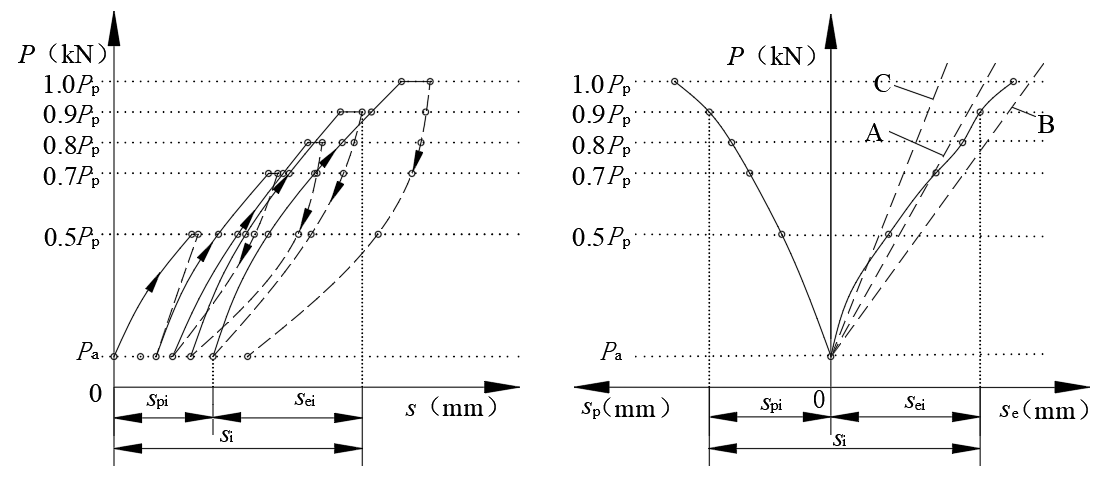 P（kN）
1.0Pp
0.9Pp
0.8Pp
0.7Pp
0.5Pp
Pa
0
spi
sei
s（mm）
si
P（kN）
1.0Pp
0.9Pp
0.8Pp
0.7Pp
0.5Pp
Pa
C
A
B
sp(mm)
0
spi
sei
se(mm)
si